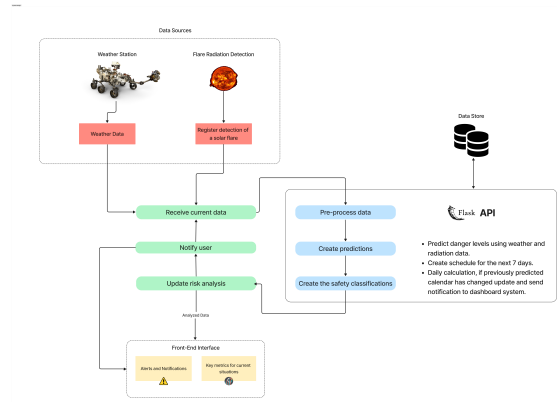 Data Sources
Weather Station
Flare Radiation Detection
Weather Data
Register detection of
a solar flare
Data Store
Receive current data
Pre-process data
Flask API
Notify user
Create predictions
Update risk analysis
Create the safety classifications
• Predict danger levels using weather and
radiation data.
• Create schedule for the next 7 days.
• Daily calculation, if previously predicted
calendar has changed update and send
notification to dashboard system.
Analyzed Data
Front-End Interface
Alerts and Notifications
Key metrics for current
situations